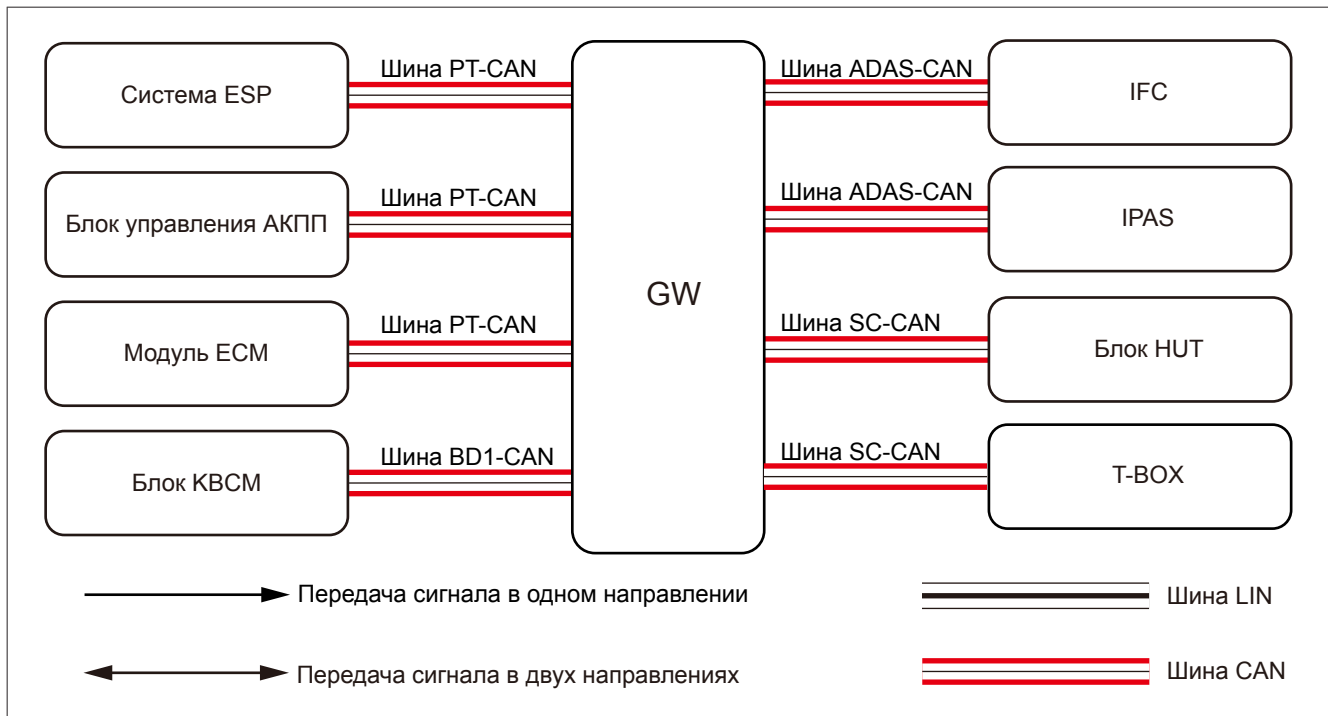 Система ESP
Шина PT-CAN
Шина ADAS-CAN
IFC
Блок управления АКПП
Шина PT-CAN
Шина ADAS-CAN
IPAS
GW
Модуль ECM
Шина PT-CAN
Шина SC-CAN
Блок HUT
Блок KBCM
Шина BD1-CAN
Шина SC-CAN
T-BOX
Передача сигнала в одном направлении
Шина LIN
Передача сигнала в двух направлениях
Шина CAN